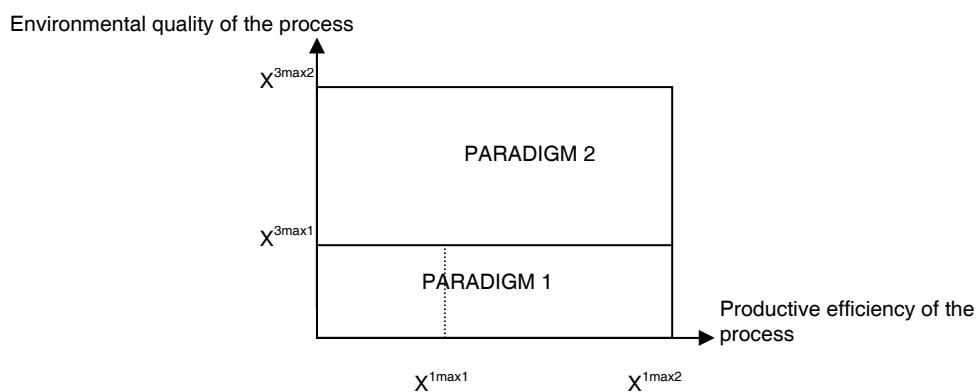 Environmental quality of the process
X3max2
PARADIGM 2
X3max1
PARADIGM 1
Productive efficiency of the
process
X1max1 X1max2